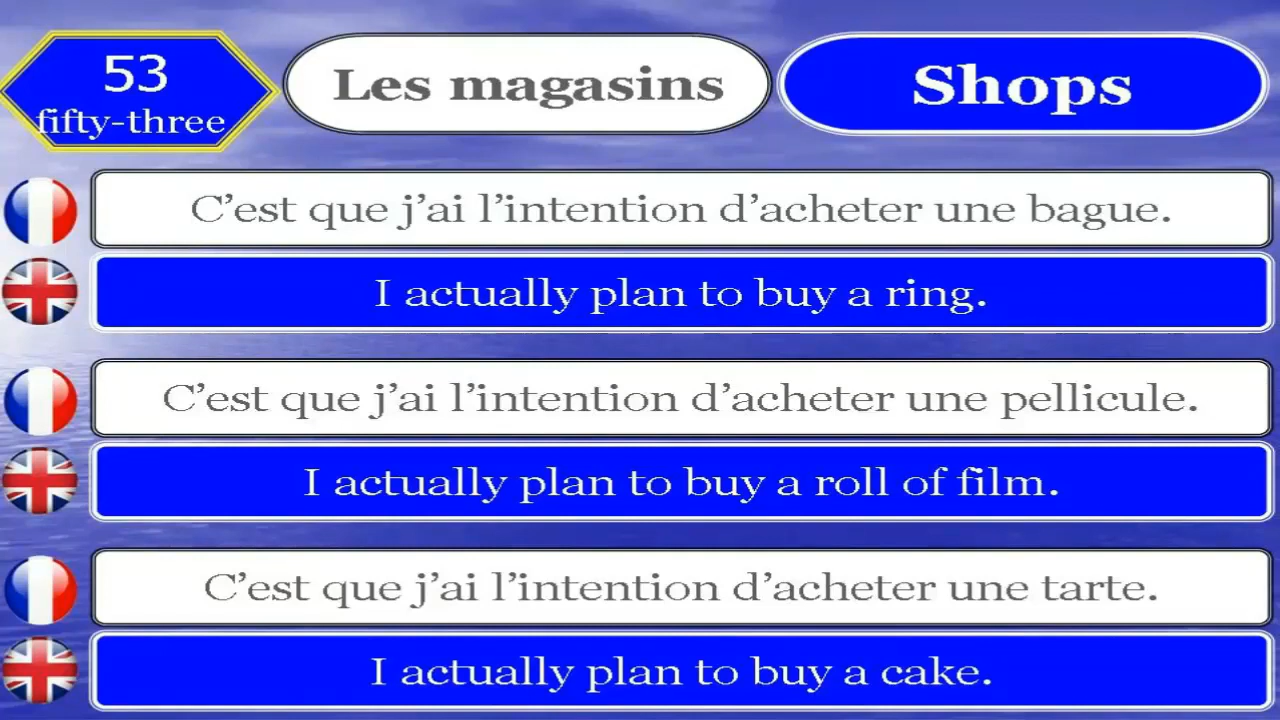 53
fifty-three
Les magasins
Shops
C’est que j’ai l’intention d’acheter une bague.
I actually plan to buy a ring.
C’est que j’ai l’intention d’acheter une pellicule.
I actually plan to buy a roll of film.
C’est que j’ai l’intention d’acheter une tarte.
I actually plan to buy a cake.